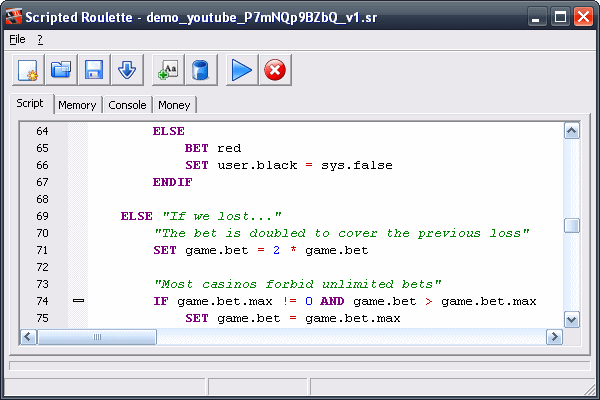 Scripted Roulette - demo_youtube_P7mNQp9BZbQ_v1.sr
File ?
Aa
Script Memory Console Money
64 ELSE
65 BET red
66 SET user.black = sys.false
67 ENDIF
68
69 ELSE "If we lost..."
70 "The bet is doubled to cover the previous loss"
71 SET game.bet = 2 * game.bet
72
73 "Most casinos forbid unlimited bets"
74 IF game.bet.max != 0 AND game.bet > game.bet.max
75 SET game.bet = game.bet.max